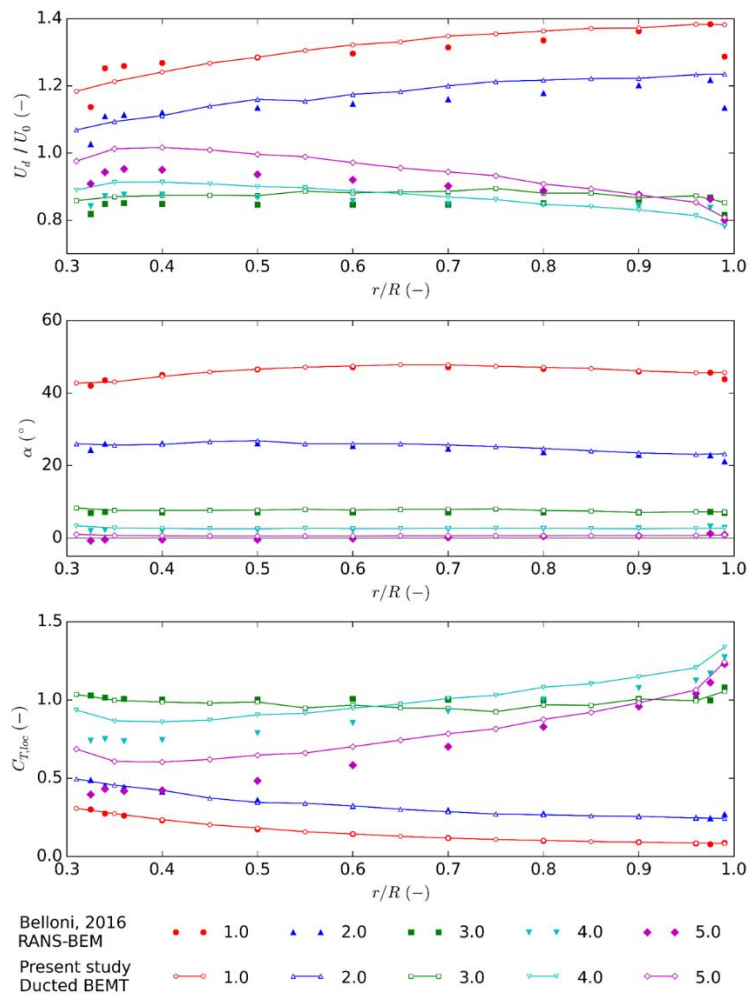 1.4
1.2
1.0
0.8
U_d / U_0 (−)
0.3 0.4 0.5 0.6 0.7 0.8 0.9 1.0
r/R (−)
60
40
20
0
α (°)
0.3 0.4 0.5 0.6 0.7 0.8 0.9 1.0
r/R (−)
1.5
1.0
0.5
0.0
C_{T,loc} (−)
0.3 0.4 0.5 0.6 0.7 0.8 0.9 1.0
r/R (−)
Belloni, 2016
RANS-BEM
1.0 2.0 3.0 4.0 5.0
Present study
Ducted BEMT
1.0 2.0 3.0 4.0 5.0